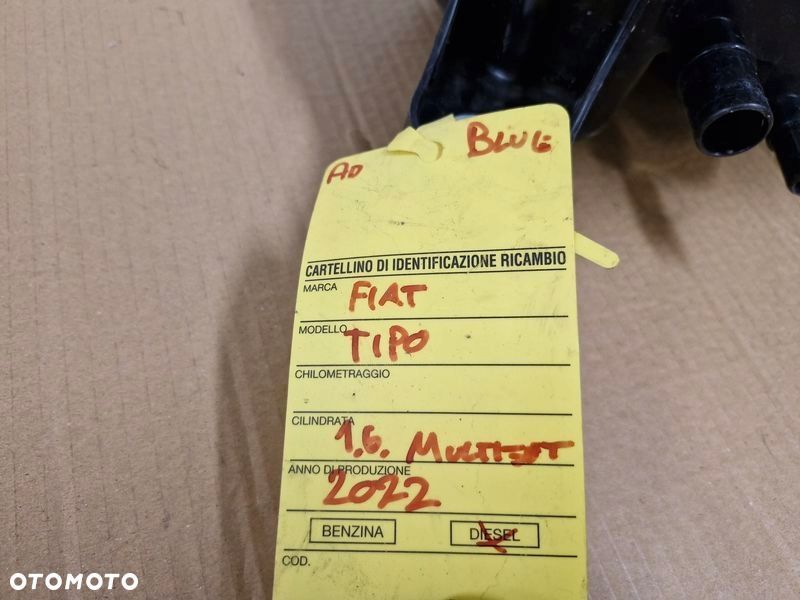 AD BLUE
CARTELLINO DI IDENTIFICAZIONE RICAMBIO
MARCA FIAT
MODELLO TIPO
CHILOMETRAGGIO
CILINDRATA 1.6. MULTIJET
ANNO DI PRODUZIONE 2022
BENZINA DIESEL
COD.
OTOMOTO